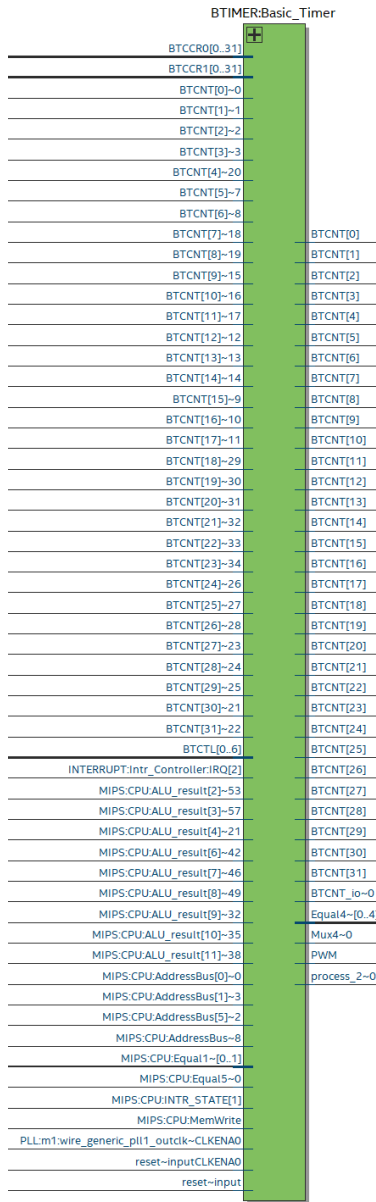 BTIMER:Basic_Timer
BTCCR0[0..31]
BTCCR1[0..31]
BTCNT[0]~0
BTCNT[1]~1
BTCNT[2]~2
BTCNT[3]~3
BTCNT[4]~20
BTCNT[5]~7
BTCNT[6]~8
BTCNT[7]~18
BTCNT[8]~19
BTCNT[9]~15
BTCNT[10]~16
BTCNT[11]~17
BTCNT[12]~12
BTCNT[13]~13
BTCNT[14]~14
BTCNT[15]~9
BTCNT[16]~10
BTCNT[17]~11
BTCNT[18]~29
BTCNT[19]~30
BTCNT[20]~31
BTCNT[21]~32
BTCNT[22]~33
BTCNT[23]~34
BTCNT[24]~26
BTCNT[25]~27
BTCNT[26]~28
BTCNT[27]~23
BTCNT[28]~24
BTCNT[29]~25
BTCNT[30]~21
BTCNT[31]~22
BTCTL[0..6]
INTERRUPT:Intr_Controller:IRQ[2]
MIPS:CPU:ALU_result[2]~53
MIPS:CPU:ALU_result[3]~57
MIPS:CPU:ALU_result[4]~21
MIPS:CPU:ALU_result[6]~42
MIPS:CPU:ALU_result[7]~46
MIPS:CPU:ALU_result[8]~49
MIPS:CPU:ALU_result[9]~32
MIPS:CPU:ALU_result[10]~35
MIPS:CPU:ALU_result[11]~38
MIPS:CPU:AddressBus[0]~0
MIPS:CPU:AddressBus[1]~3
MIPS:CPU:AddressBus[5]~2
MIPS:CPU:AddressBus~8
MIPS:CPU:Equal1~[0..1]
MIPS:CPU:Equal5~0
MIPS:CPU:INTR_STATE[1]
MIPS:CPU:MemWrite
PLL:m1:wire_generic_pll1_outclk~CLKENA0
reset~inputCLKENA0
reset~input
BTCNT[0]
BTCNT[1]
BTCNT[2]
BTCNT[3]
BTCNT[4]
BTCNT[5]
BTCNT[6]
BTCNT[7]
BTCNT[8]
BTCNT[9]
BTCNT[10]
BTCNT[11]
BTCNT[12]
BTCNT[13]
BTCNT[14]
BTCNT[15]
BTCNT[16]
BTCNT[17]
BTCNT[18]
BTCNT[19]
BTCNT[20]
BTCNT[21]
BTCNT[22]
BTCNT[23]
BTCNT[24]
BTCNT[25]
BTCNT[26]
BTCNT[27]
BTCNT[28]
BTCNT[29]
BTCNT[30]
BTCNT[31]
BTCNT_io~0
Equal4~[0..4
Mux4~0
PWM
process_2~0